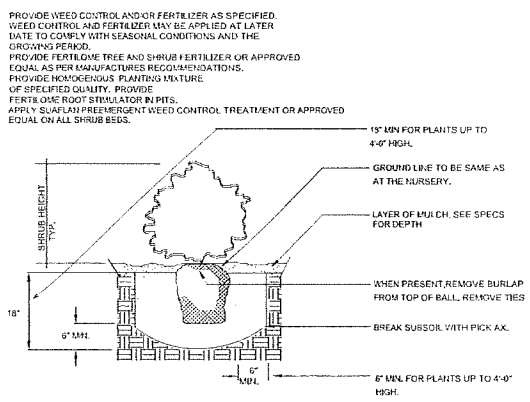 PROVIDE WEED CONTROL AND/OR FERTILIZER AS SPECIFIED.
WEED CONTROL AND FERTILIZER MAY BE APPLIED AT LATER
DATE TO COMPLY WITH SEASONAL CONDITIONS AND THE
GROWING PERIOD.
PROVIDE FERTILOME TREE AND SHRUB FERTILIZER OR APPROVED
EQUAL AS PER MANUFACTURES RECOMMENDATIONS.
PROVIDE HOMOGENOUS PLANTING MIXTURE
OF SPECIFIED QUALITY. PROVIDE
FERTILOME ROOT STIMULATOR IN PITS.
APPLY SUAFLAN PREEMERGENT WEED CONTROL TREATMENT OR APPROVED
EQUAL ON ALL SHRUB BEDS.
18" MIN FOR PLANTS UP TO
4'-0" HIGH.
GROUND LINE TO BE SAME AS
AT THE NURSERY.
SHRUB HEIGHT
TYP.
LAYER OF MULCH, SEE SPECS
FOR DEPTH
WHEN PRESENT, REMOVE BURLAP
FROM TOP OF BALL. REMOVE TIES
18"
6" MIN.
BREAK SUBSOIL WITH PICK AX.
6"
MIN.
6" MIN. FOR PLANTS UP TO 4'-0"
HIGH.